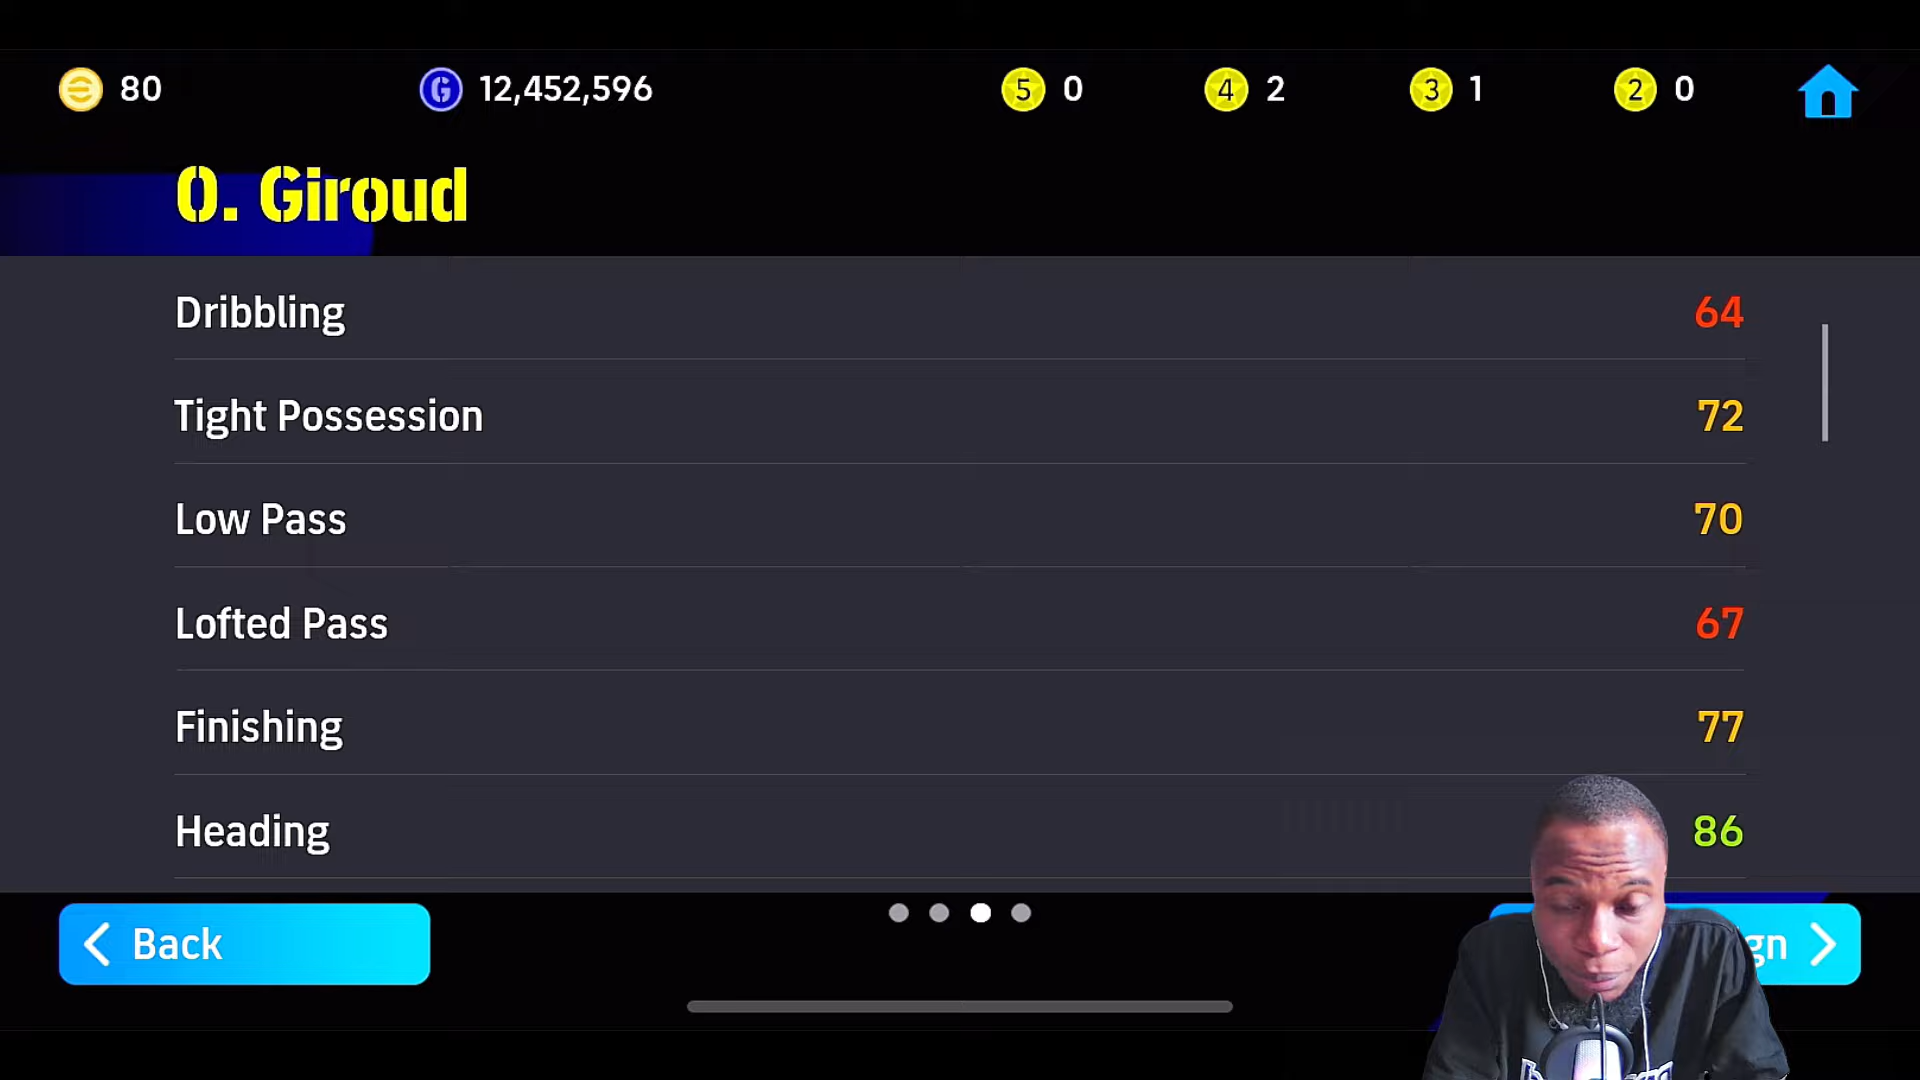 80 G 12,452,596 5 0 4 2 3 1 2 0
O. Giroud
Dribbling 64
Tight Possession 72
Low Pass 70
Lofted Pass 67
Finishing 77
Heading 86
Back gn